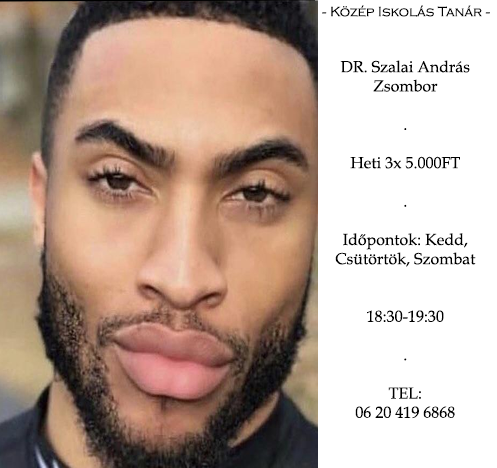 - Közép Iskolás Tanár -
DR. Szalai András
Zsombor
.
Heti 3x 5.000FT
.
Időpontok: Kedd,
Csütörtök, Szombat
18:30-19:30
.
TEL:
06 20 419 6868